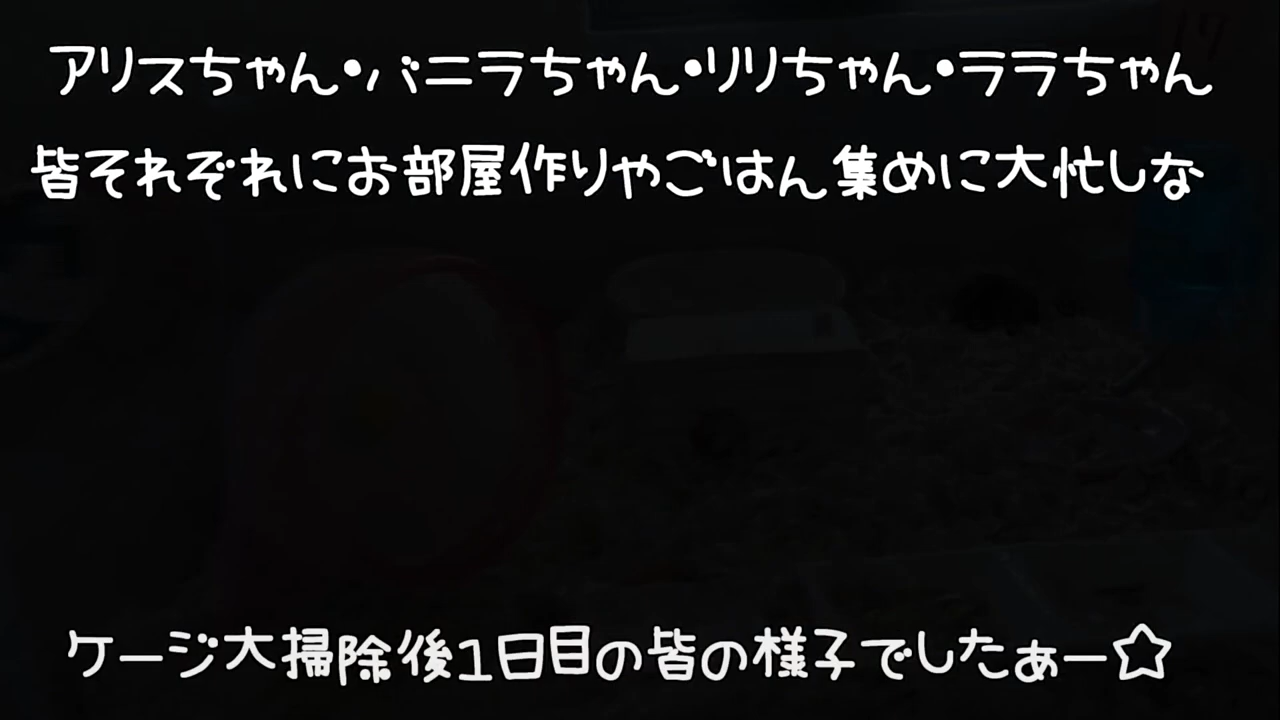 アリスちゃん•バニラちゃん•リリちゃん•ララちゃん
皆それぞれにお部屋作りやごはん集めに大忙しな
ケージ大掃除後1日目の皆の様子でしたぁー☆